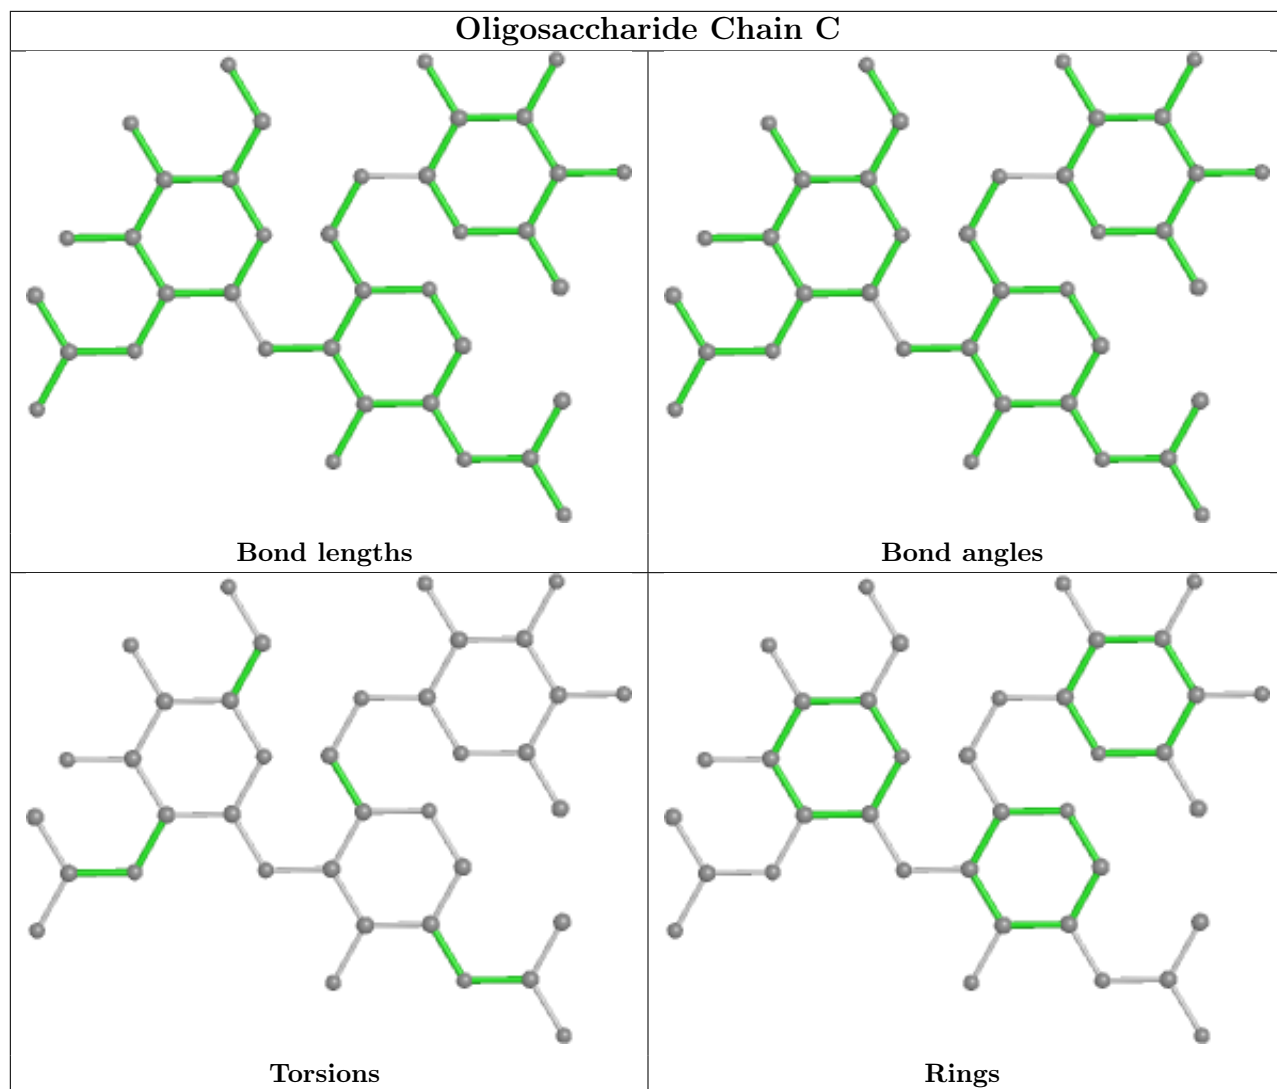 Oligosaccharide Chain C
Bond lengths
Bond angles
Torsions
Rings